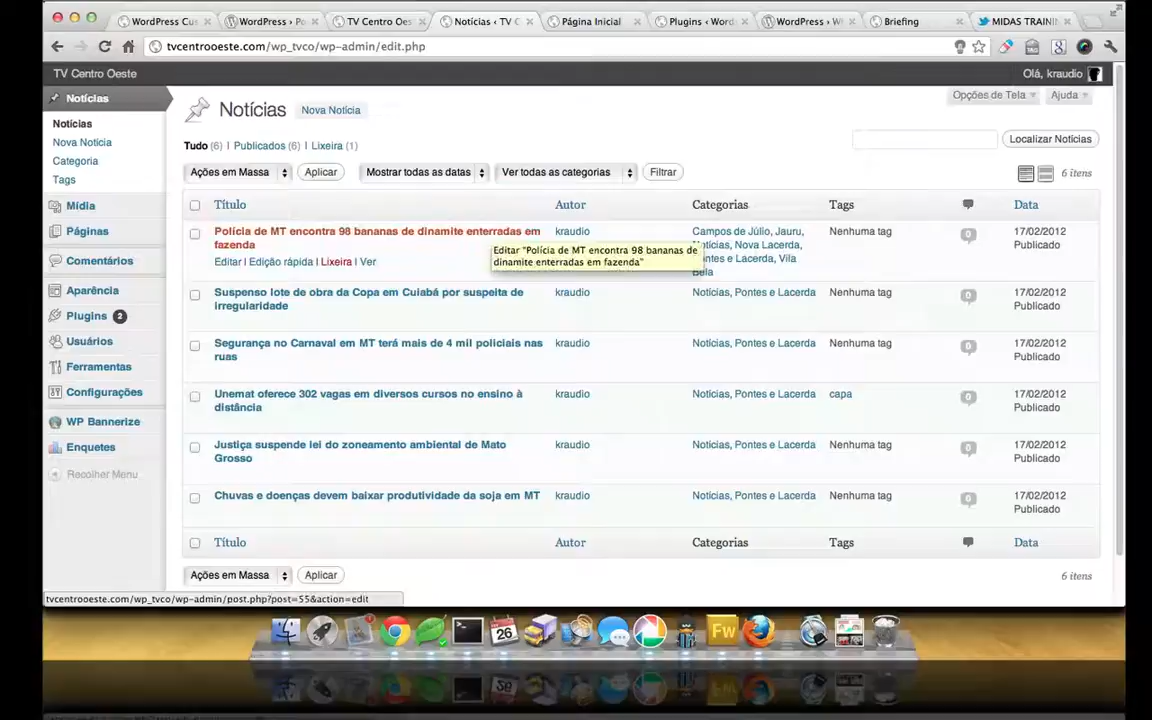 WordPress Cu
WordPress › P
TV Centro Oes
Notícias ‹ TV C
Página Inicial
Plugins ‹ Word
WordPress › W
Briefing
MIDAS TRAINI
tvcentrooeste.com/wp_tvco/wp-admin/edit.php
TV Centro Oeste
Olá, kraudio
Notícias
Notícias
Nova Notícia
Categoria
Tags
Mídia
Páginas
Comentários
Aparência
Plugins 2
Usuários
Ferramentas
Configurações
WP Bannerize
Enquetes
Recolher Menu
Opções de Tela
Ajuda
Notícias Nova Notícia
Tudo (6) | Publicados (6) | Lixeira (1)
Localizar Notícias
Ações em Massa
Aplicar
Mostrar todas as datas
Ver todas as categorias
Filtrar
6 itens
Título Autor Categorias Tags Data
Polícia de MT encontra 98 bananas de dinamite enterradas em
fazenda
Editar | Edição rápida | Lixeira | Ver
kraudio
Campos de Júlio, Jauru,
Notícias, Nova Lacerda,
ontes e Lacerda, Vila
Bela
Nenhuma tag
0
17/02/2012
Publicado
Editar "Polícia de MT encontra 98 bananas de
dinamite enterradas em fazenda"
Suspenso lote de obra da Copa em Cuiabá por suspeita de
irregularidade
kraudio
Notícias, Pontes e Lacerda
Nenhuma tag
0
17/02/2012
Publicado
Segurança no Carnaval em MT terá mais de 4 mil policiais nas
ruas
kraudio
Notícias, Pontes e Lacerda
Nenhuma tag
0
17/02/2012
Publicado
Unemat oferece 302 vagas em diversos cursos no ensino à
distância
kraudio
Notícias, Pontes e Lacerda
capa
0
17/02/2012
Publicado
Justiça suspende lei do zoneamento ambiental de Mato
Grosso
kraudio
Notícias, Pontes e Lacerda
Nenhuma tag
0
17/02/2012
Publicado
Chuvas e doenças devem baixar produtividade da soja em MT
kraudio
Notícias, Pontes e Lacerda
Nenhuma tag
0
17/02/2012
Publicado
Título Autor Categorias Tags Data
Ações em Massa
Aplicar
6 itens
tvcentrooeste.com/wp_tvco/wp-admin/post.php?post=55&action=edit
26
Fw